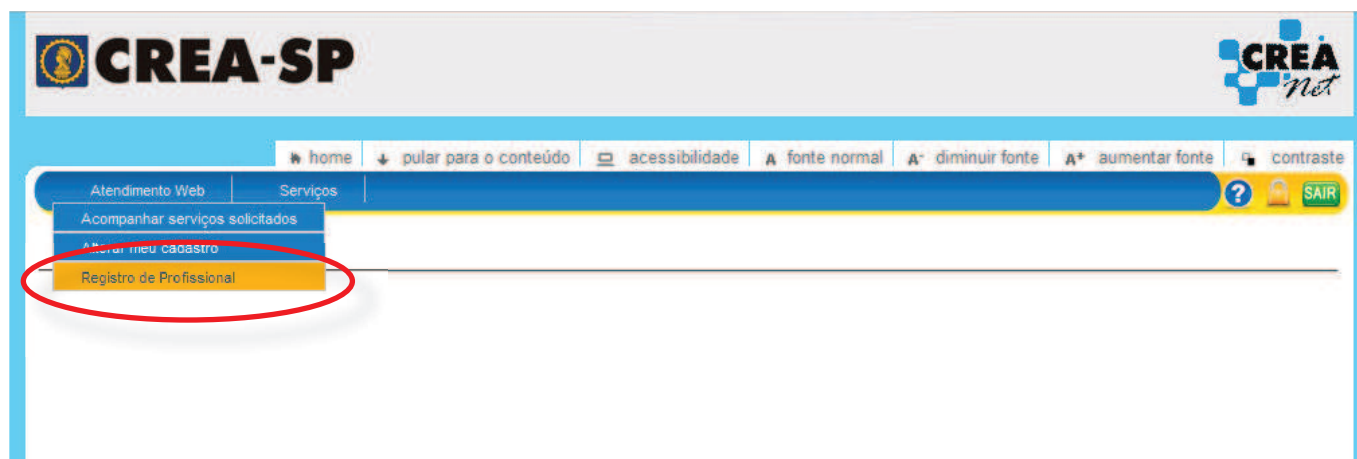 CREA-SP
CREA
Net
home pular para o conteúdo acessibilidade A fonte normal A- diminuir fonte A+ aumentar fonte contraste
Atendimento Web Serviços ? SAIR
Acompanhar serviços solicitados
Alterar meu cadastro
Registro de Profissional